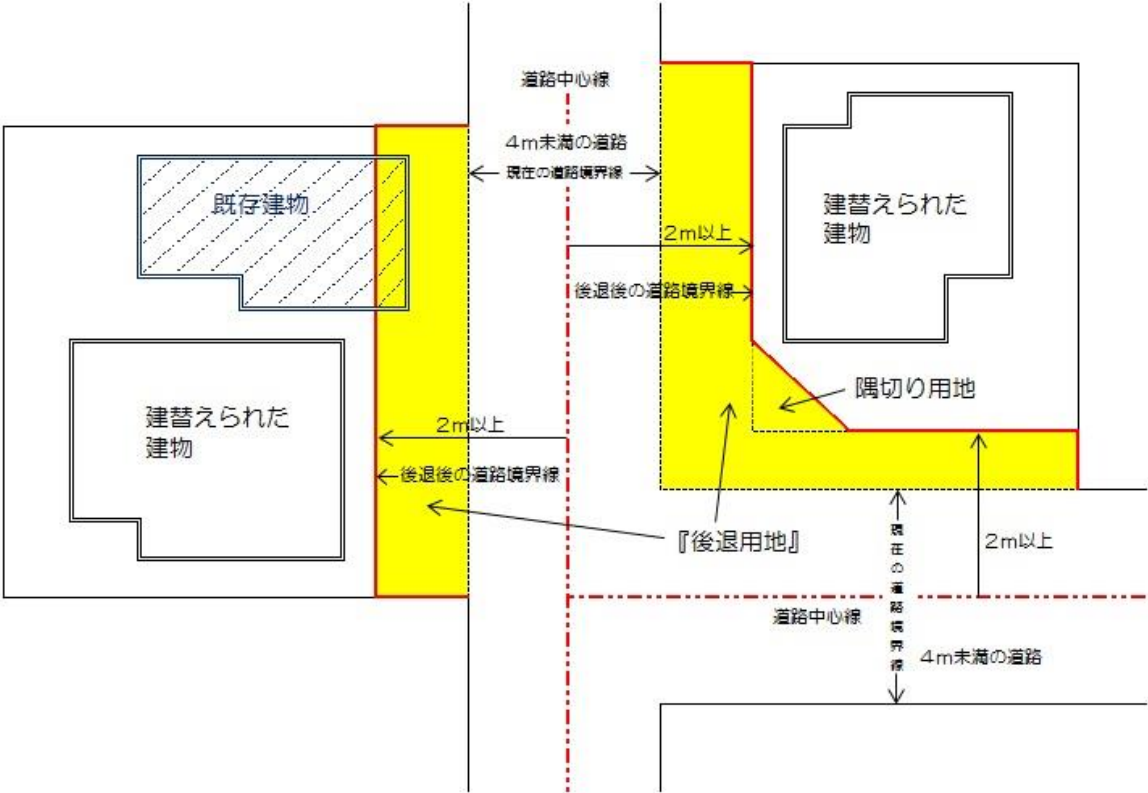 道路中心線
4m未満の道路
現在の道路境界線
既存建物
建替えられた
建物
2m以上
後退後の道路境界線
隅切り用地
建替えられた
建物
2m以上
後退後の道路境界線
『後退用地』
現在の道路境界線
2m以上
道路中心線
4m未満の道路